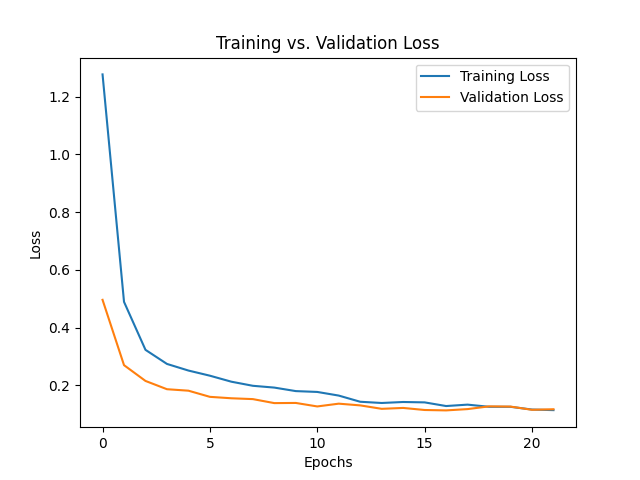 Training vs. Validation Loss
Training Loss
Validation Loss
1.2
1.0
0.8
0.6
0.4
0.2
Loss
0 5 10 15 20
Epochs